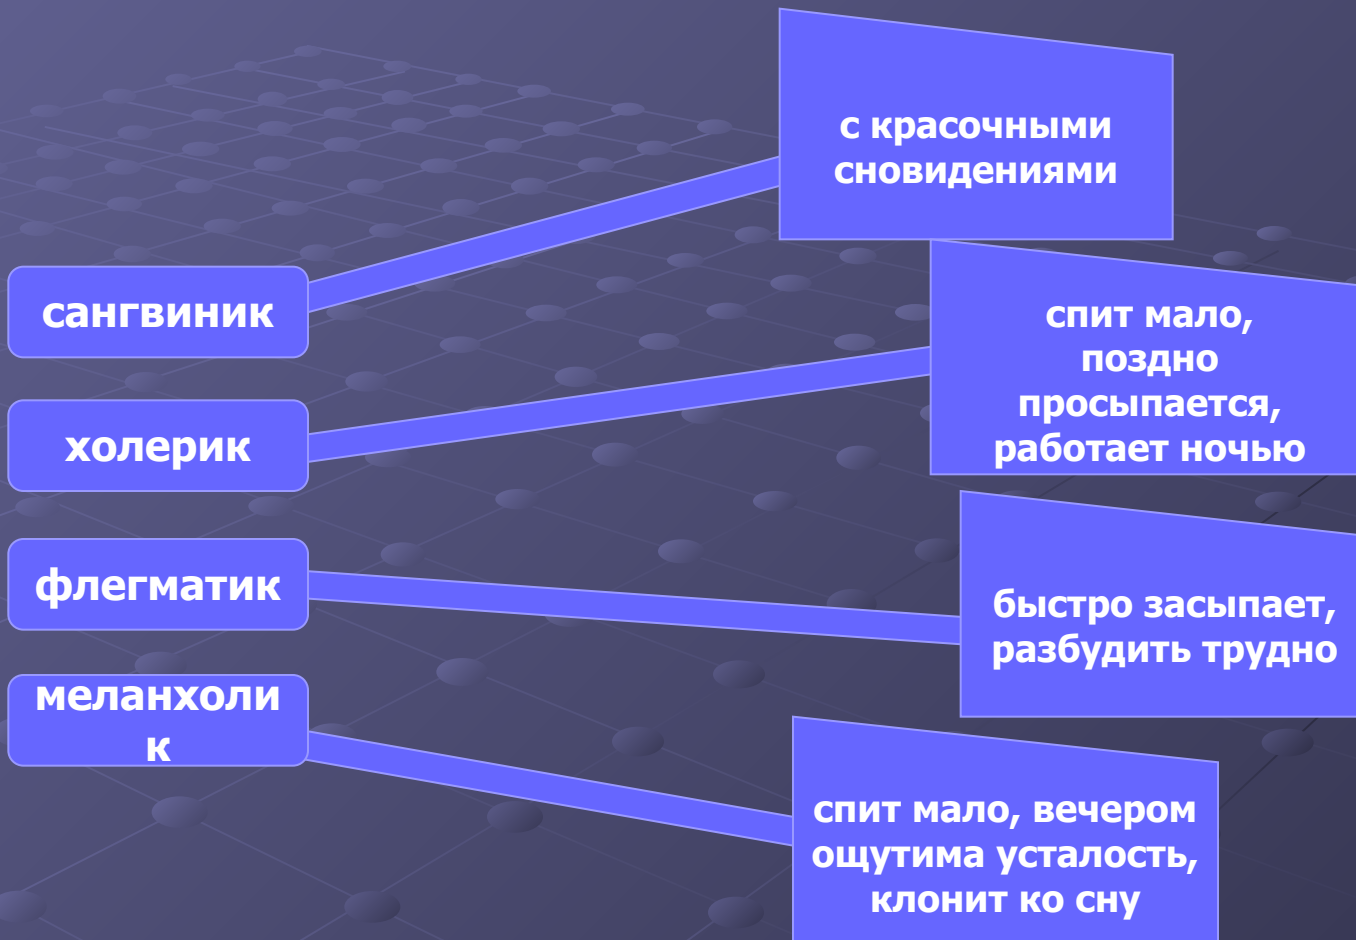 сангвиник
с красочными
сновидениями
холерик
спит мало,
поздно
просыпается,
работает ночью
флегматик
быстро засыпает,
разбудить трудно
меланхоли
к
спит мало, вечером
ощутима усталость,
клонит ко сну